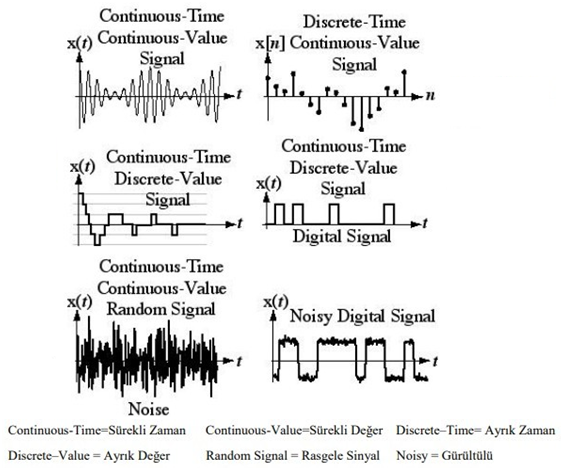 Continuous-Time
Continuous-Value
Signal
x(t)
t
Discrete-Time
Continuous-Value
Signal
x[n]
n
Continuous-Time
Discrete-Value
Signal
x(t)
t
Continuous-Time
Discrete-Value
Signal
x(t)
t
Digital Signal
Continuous-Time
Continuous-Value
Random Signal
x(t)
t
Noise
x(t)
Noisy Digital Signal
t
Continuous-Time=Sürekli Zaman Continuous-Value=Sürekli Değer Discrete–Time= Ayrık Zaman
Discrete–Value = Ayrık Değer Random Signal = Rasgele Sinyal Noisy = Gürültülü